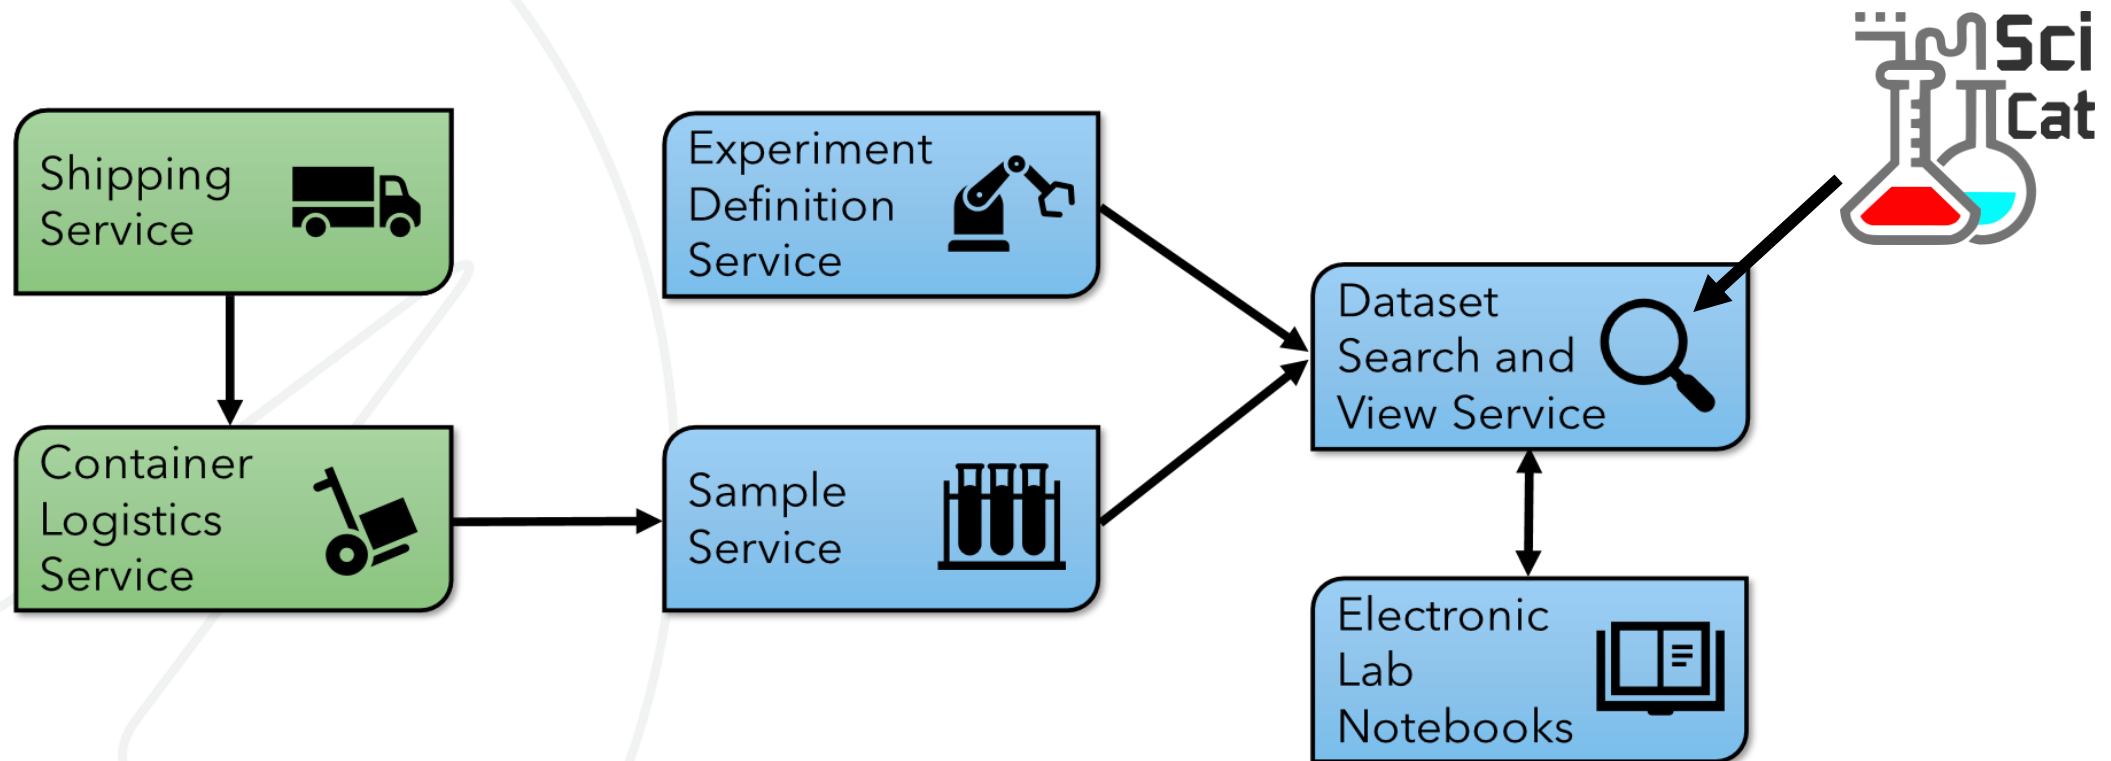 Sci
Cat
Shipping
Service
Experiment
Definition
Service
Dataset
Search and
View Service
Container
Logistics
Service
Sample
Service
Electronic
Lab
Notebooks